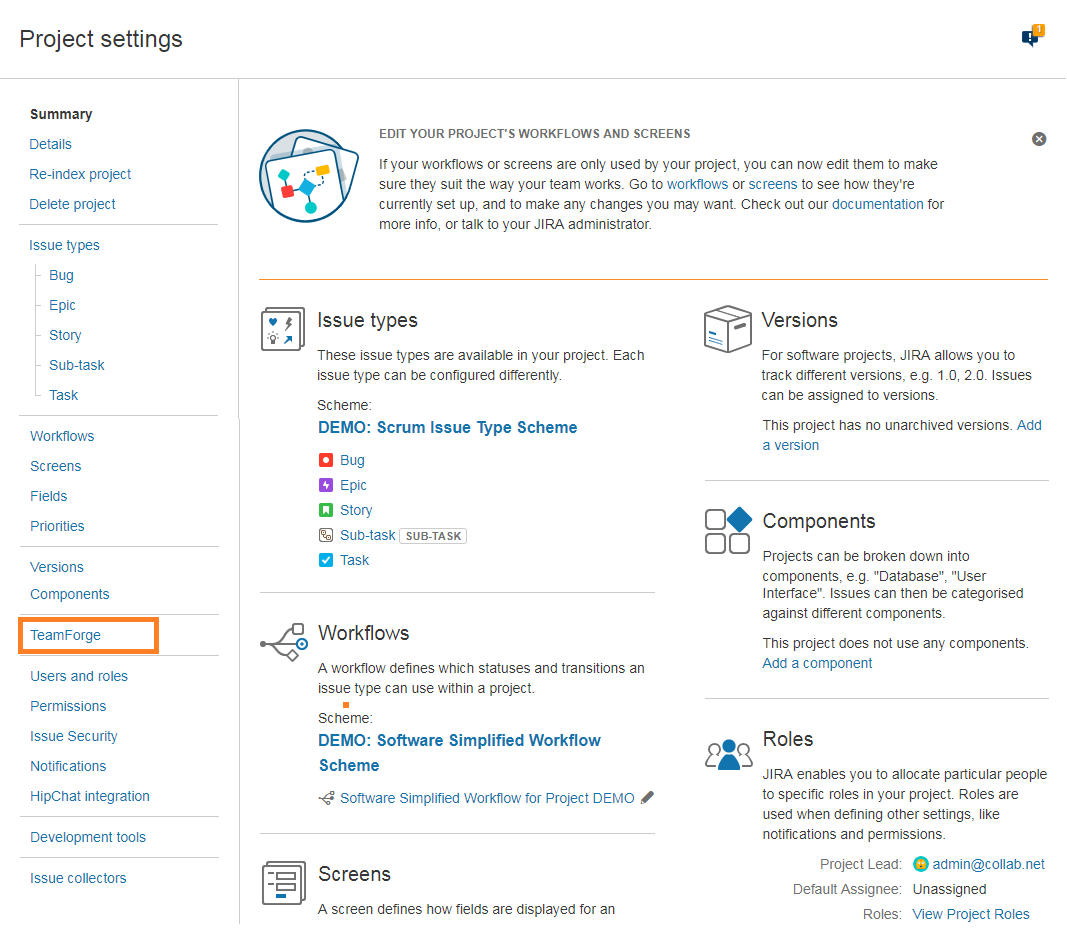 Project settings
1
Summary
Details
Re-index project
Delete project
Issue types
Bug
Epic
Story
Sub-task
Task
Workflows
Screens
Fields
Priorities
Versions
Components
TeamForge
Users and roles
Permissions
Issue Security
Notifications
HipChat integration
Development tools
Issue collectors
EDIT YOUR PROJECT'S WORKFLOWS AND SCREENS
If your workflows or screens are only used by your project, you can now edit them to make
sure they suit the way your team works. Go to workflows or screens to see how they're
currently set up, and to make any changes you may want. Check out our documentation for
more info, or talk to your JIRA administrator.
Issue types
These issue types are available in your project. Each
issue type can be configured differently.
Scheme:
DEMO: Scrum Issue Type Scheme
Bug
Epic
Story
Sub-task SUB-TASK
Task
Workflows
A workflow defines which statuses and transitions an
issue type can use within a project.
Scheme:
DEMO: Software Simplified Workflow
Scheme
Software Simplified Workflow for Project DEMO
Screens
A screen defines how fields are displayed for an
Versions
For software projects, JIRA allows you to
track different versions, e.g. 1.0, 2.0. Issues
can be assigned to versions.
This project has no unarchived versions. Add
a version
Components
Projects can be broken down into
components, e.g. "Database", "User
Interface". Issues can then be categorised
against different components.
This project does not use any components.
Add a component
Roles
JIRA enables you to allocate particular people
to specific roles in your project. Roles are
used when defining other settings, like
notifications and permissions.
Project Lead: admin@collab.net
Default Assignee: Unassigned
Roles: View Project Roles